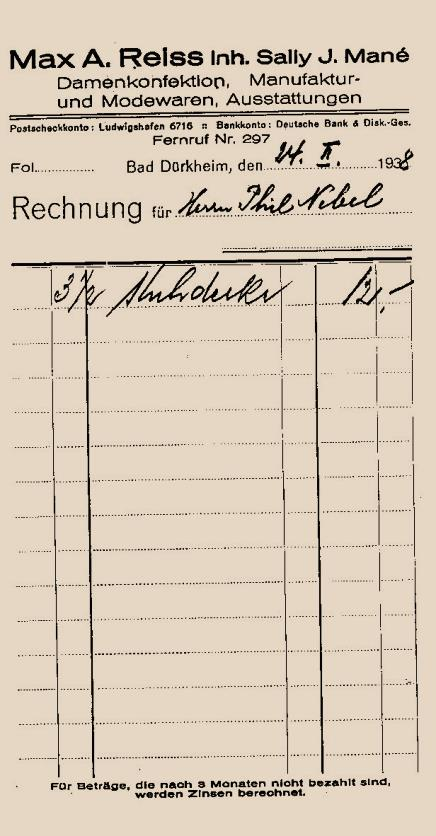 Max A. Reiss Inh. Sally J. Mané
Damenkonfektion, Manufaktur-
und Modewaren, Ausstattungen
Postscheckkonto: Ludwigshafen 6716 :: Bankkonto: Deutsche Bank & Disk.-Ges.
Fernruf Nr. 297
Fol............ Bad Dürkheim, den 24. II. 1938
Rechnung für Herrn Phil Nebel
3 1/2 12,-
Für Beträge, die nach 3 Monaten nicht bezahlt sind,
werden Zinsen berechnet.